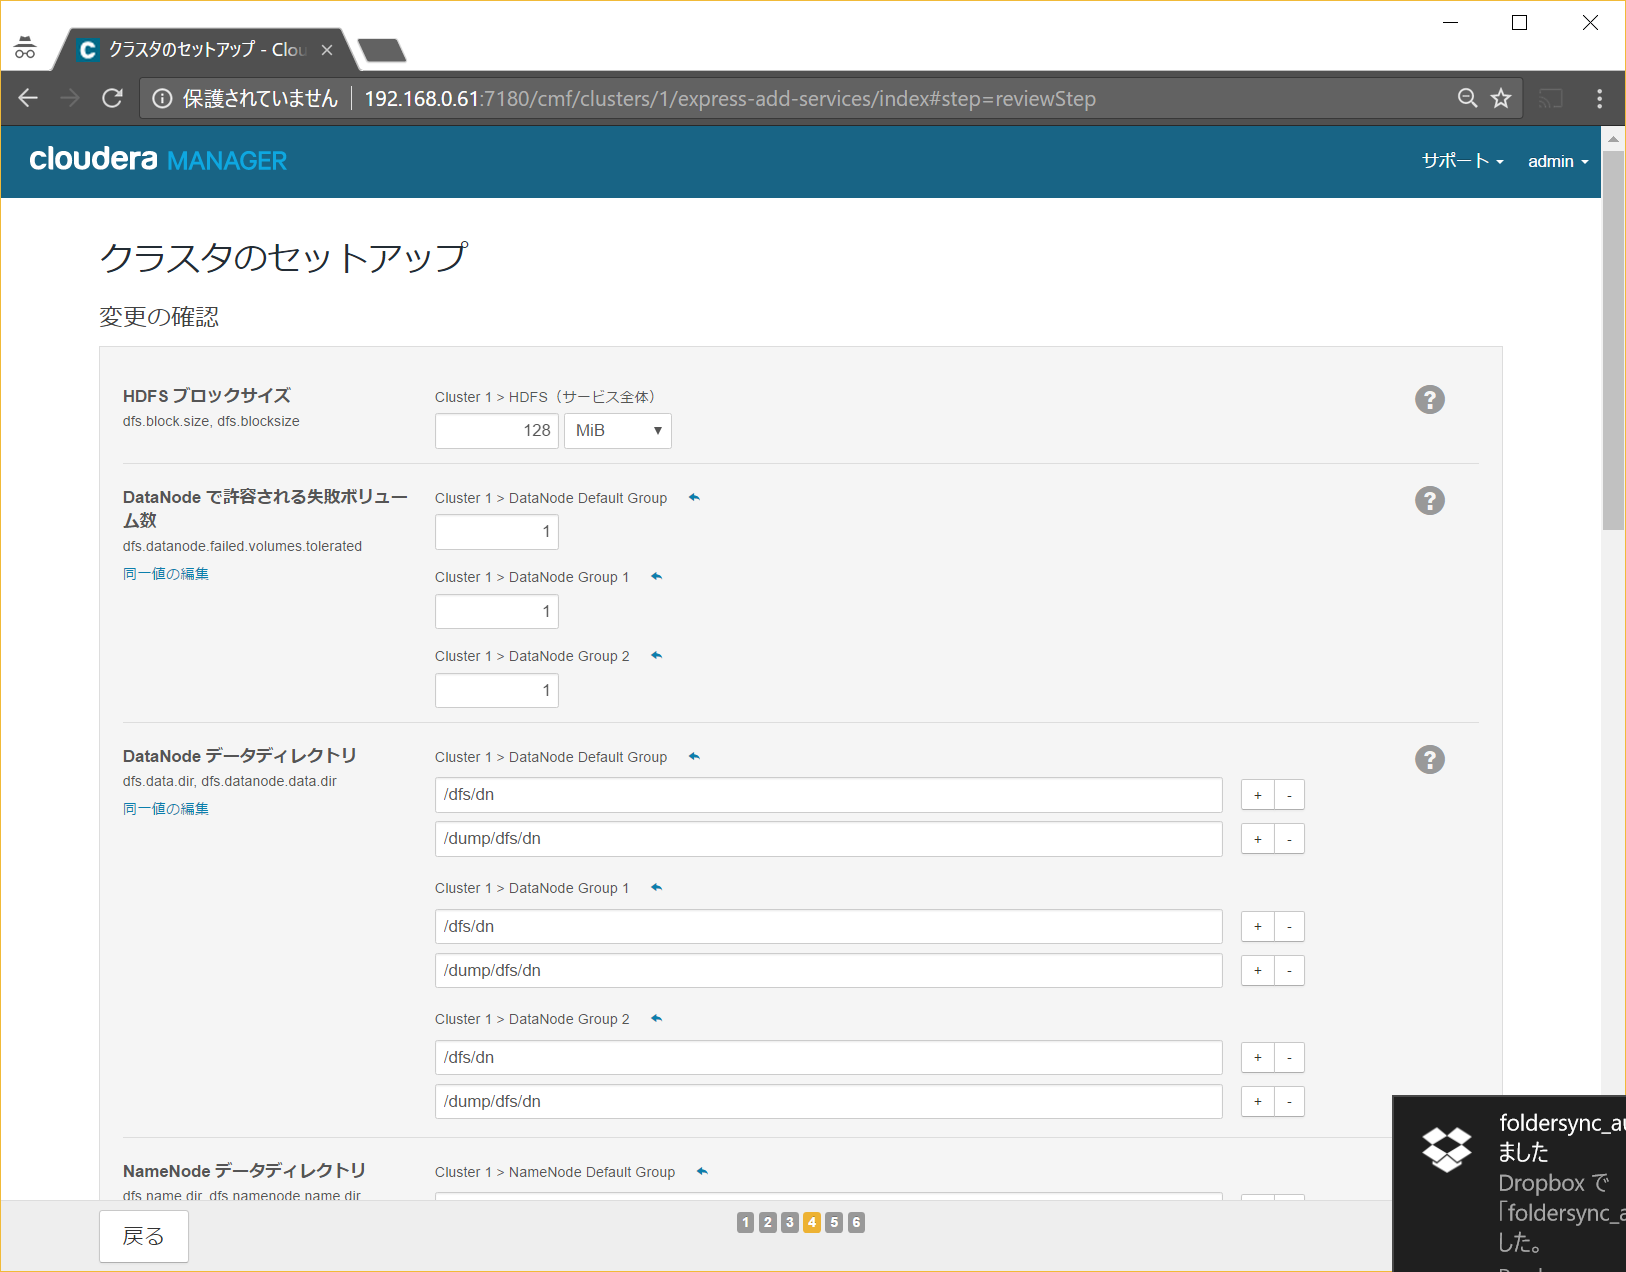 クラスタのセットアップ - Clou
保護されていません 192.168.0.61:7180/cmf/clusters/1/express-add-services/index#step=reviewStep
cloudera MANAGER
サポート
admin
クラスタのセットアップ
変更の確認
HDFS ブロックサイズ
dfs.block.size, dfs.blocksize
Cluster 1 > HDFS（サービス全体）
128 MiB
?
DataNode で許容される失敗ボリュー
ム数
dfs.datanode.failed.volumes.tolerated
同一値の編集
Cluster 1 > DataNode Default Group
1
Cluster 1 > DataNode Group 1
1
Cluster 1 > DataNode Group 2
1
?
DataNode データディレクトリ
dfs.data.dir, dfs.datanode.data.dir
同一値の編集
Cluster 1 > DataNode Default Group
/dfs/dn + -
/dump/dfs/dn + -
Cluster 1 > DataNode Group 1
/dfs/dn + -
/dump/dfs/dn + -
Cluster 1 > DataNode Group 2
/dfs/dn + -
/dump/dfs/dn + -
?
NameNode データディレクトリ
dfs.name.dir, dfs.namenode.name.dir
Cluster 1 > NameNode Default Group
戻る
1 2 3 4 5 6
foldersync_au
ました
Dropbox で
「foldersync_a
した。